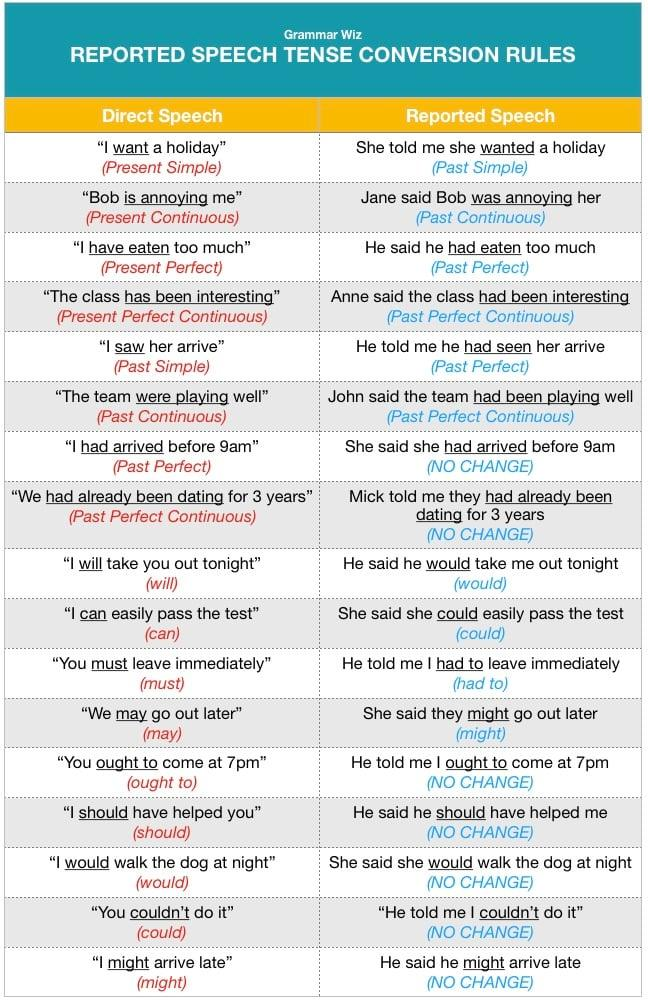 Grammar Wiz
REPORTED SPEECH TENSE CONVERSION RULES
Direct Speech
Reported Speech
“I want a holiday”
(Present Simple)
She told me she wanted a holiday
(Past Simple)
“Bob is annoying me”
(Present Continuous)
Jane said Bob was annoying her
(Past Continuous)
“I have eaten too much”
(Present Perfect)
He said he had eaten too much
(Past Perfect)
“The class has been interesting”
(Present Perfect Continuous)
Anne said the class had been interesting
(Past Perfect Continuous)
“I saw her arrive”
(Past Simple)
He told me he had seen her arrive
(Past Perfect)
“The team were playing well”
(Past Continuous)
John said the team had been playing well
(Past Perfect Continuous)
“I had arrived before 9am”
(Past Perfect)
She said she had arrived before 9am
(NO CHANGE)
“We had already been dating for 3 years”
(Past Perfect Continuous)
Mick told me they had already been
dating for 3 years
(NO CHANGE)
“I will take you out tonight”
(will)
He said he would take me out tonight
(would)
“I can easily pass the test”
(can)
She said she could easily pass the test
(could)
“You must leave immediately”
(must)
He told me I had to leave immediately
(had to)
“We may go out later”
(may)
She said they might go out later
(might)
“You ought to come at 7pm”
(ought to)
He told me I ought to come at 7pm
(NO CHANGE)
“I should have helped you”
(should)
He said he should have helped me
(NO CHANGE)
“I would walk the dog at night”
(would)
She said she would walk the dog at night
(NO CHANGE)
“You couldn’t do it”
(could)
“He told me I couldn’t do it”
(NO CHANGE)
“I might arrive late”
(might)
He said he might arrive late
(NO CHANGE)